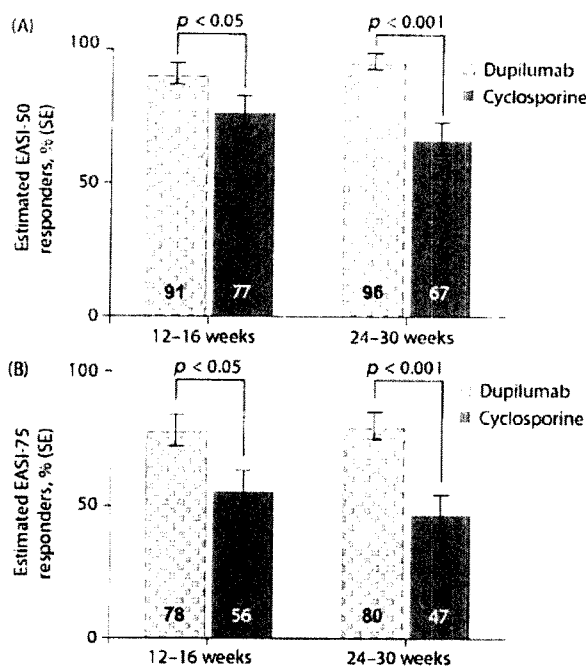 (A)
p < 0.05
p < 0.001
100
Dupilumab
Cyclosporine
Estimated EASI-50
responders, % (SE)
50
91
77
96
67
0
12–16 weeks
24–30 weeks
(B)
p < 0.05
p < 0.001
100
Dupilumab
Cyclosporine
Estimated EASI-75
responders, % (SE)
50
78
56
80
47
0
12–16 weeks
24–30 weeks